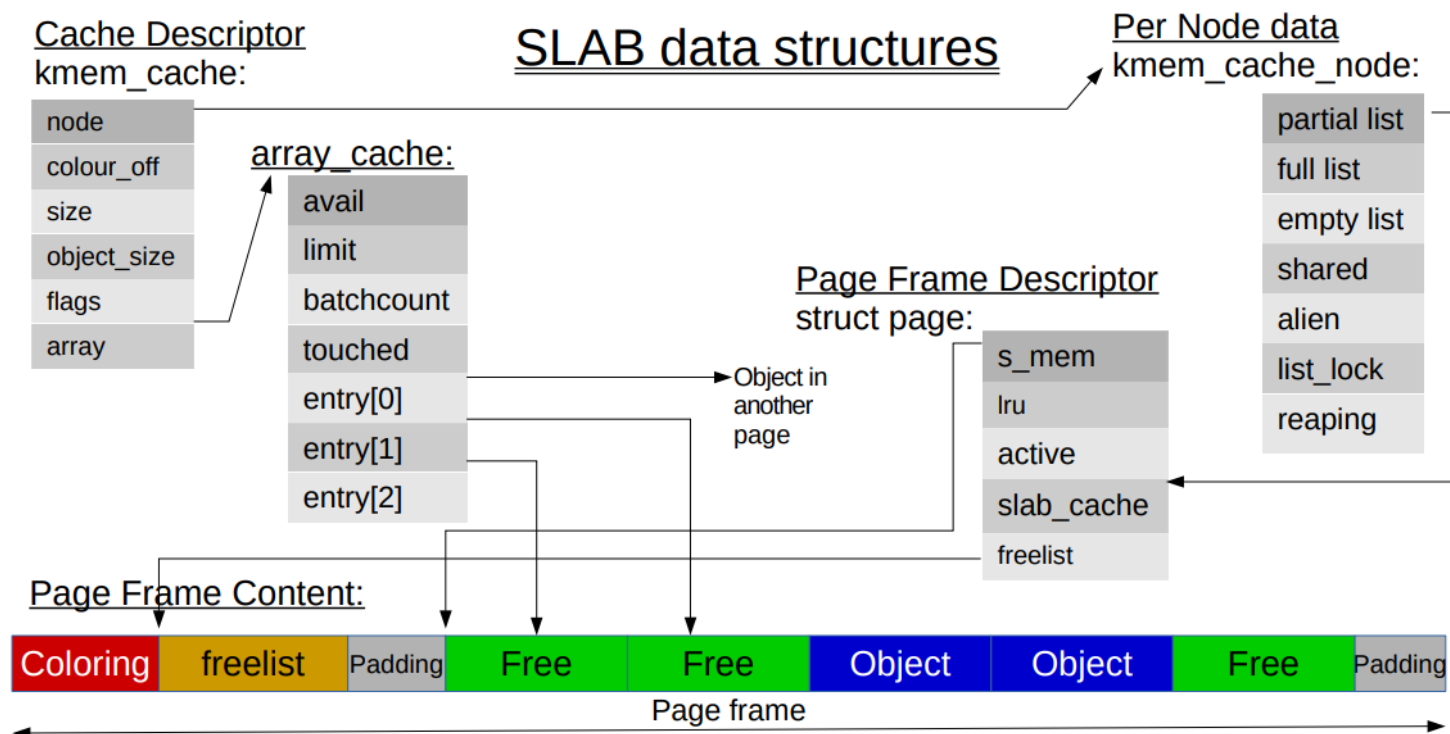 SLAB data structures
Cache Descriptor
kmem_cache:
node
colour_off
size
object_size
flags
array
array_cache:
avail
limit
batchcount
touched
entry[0]
entry[1]
entry[2]
Object in
another
page
Per Node data
kmem_cache_node:
partial list
full list
empty list
shared
alien
list_lock
reaping
Page Frame Descriptor
struct page:
s_mem
lru
active
slab_cache
freelist
Page Frame Content:
Coloring freelist Padding Free Free Object Object Free Padding
Page frame